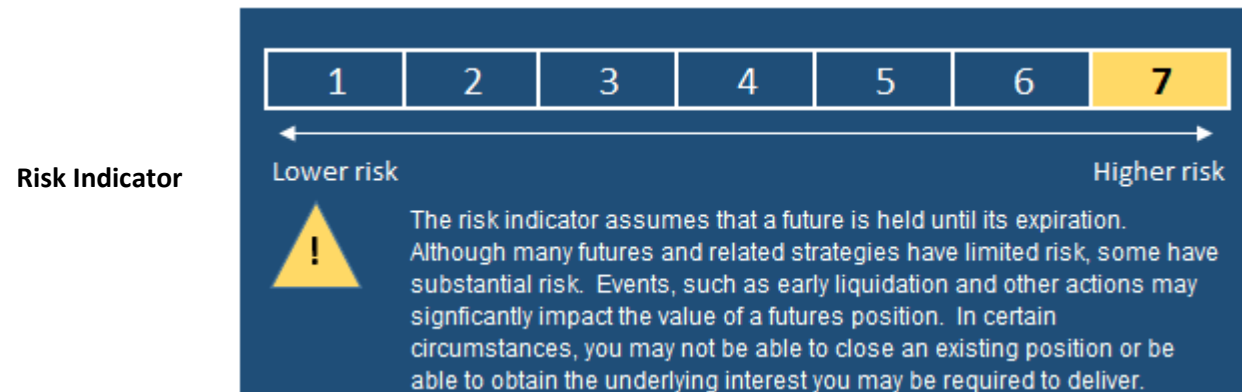 1 2 3 4 5 6 7
Lower risk Higher risk
Risk Indicator
!
The risk indicator assumes that a future is held until its expiration.
Although many futures and related strategies have limited risk, some have
substantial risk. Events, such as early liquidation and other actions may
signficantly impact the value of a futures position. In certain
circumstances, you may not be able to close an existing position or be
able to obtain the underlying interest you may be required to deliver.